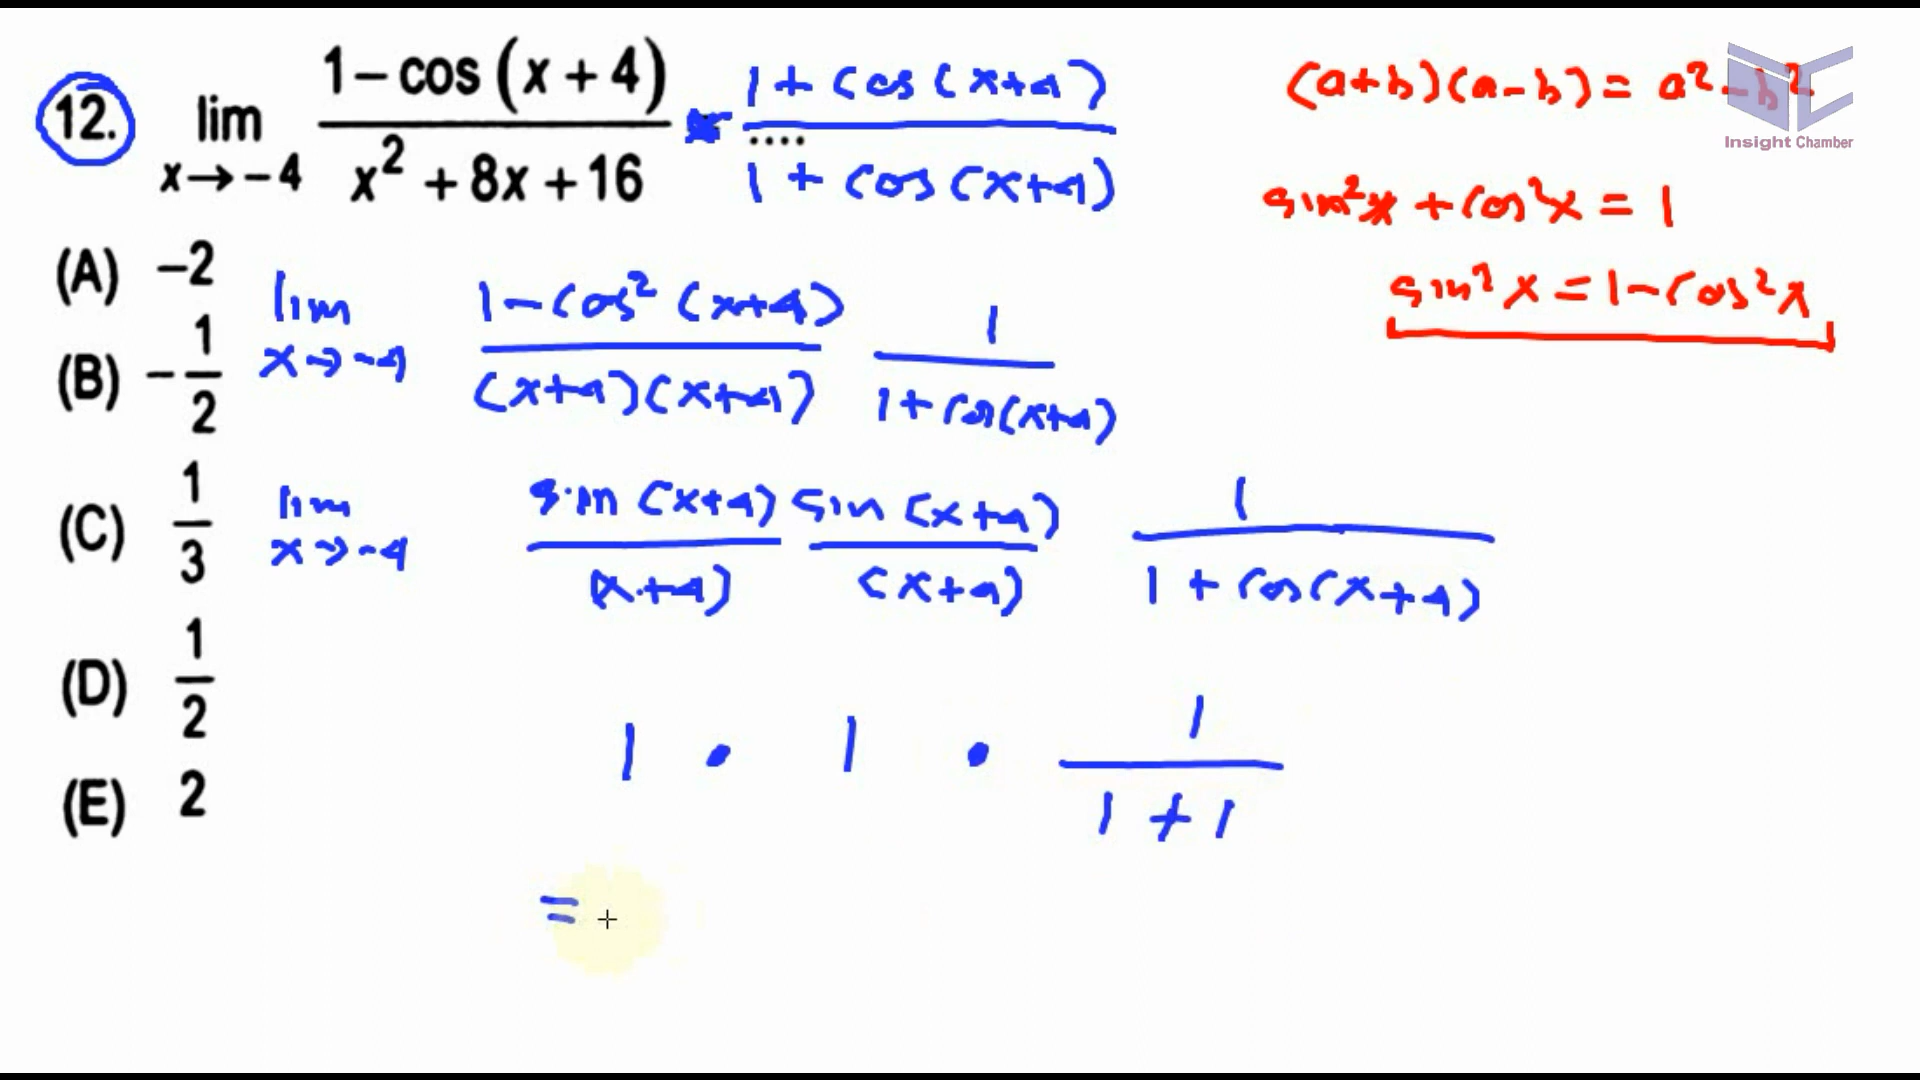 12. lim x→-4 (1-cos(x+4))/(x²+8x+16) × (1+cos(x+4))/(1+cos(x+4)) ....
(a+b)(a-b) = a²-b²
Insight Chamber
sin²x + cos²x = 1
sin²x = 1-cos²x
(A) -2
lim x→-4 (1-cos²(x+4))/((x+4)(x+4)) 1/(1+cos(x+4))
(B) -1/2
(C) 1/3
lim x→-4 sin(x+4)/(x+4) sin(x+4)/(x+4) 1/(1+cos(x+4))
(D) 1/2
1 • 1 • 1/(1+1)
(E) 2
=